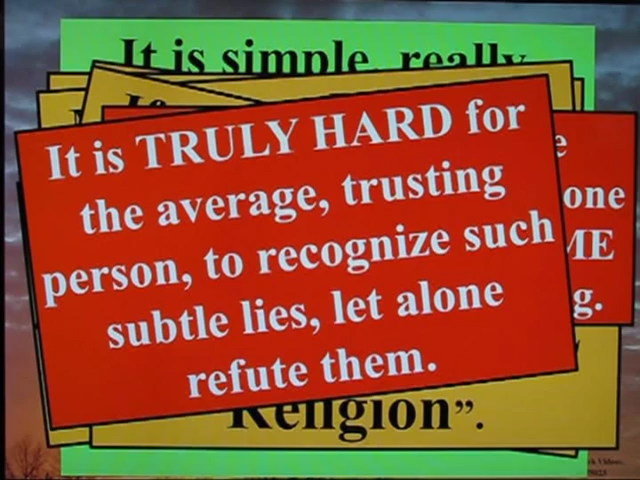 It is simple, really
It is TRULY HARD for
the average, trusting
person, to recognize such
subtle lies, let alone
refute them.
one
ME
g.
Religion”.